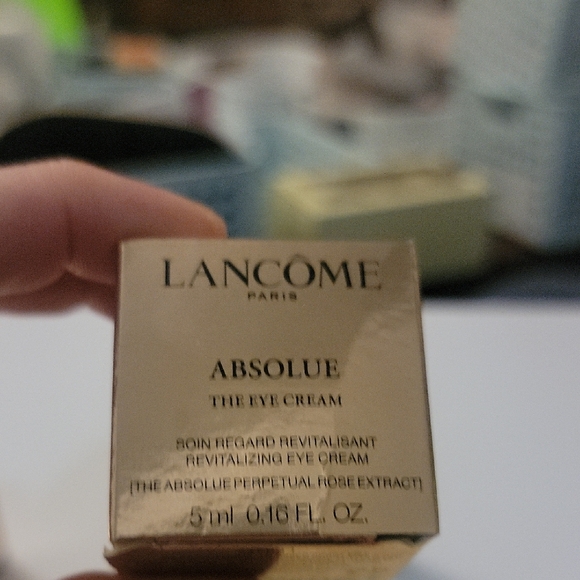 LANCÔME
PARIS
ABSOLUE
THE EYE CREAM
SOIN REGARD REVITALISANT
REVITALIZING EYE CREAM
[THE ABSOLUE PERPETUAL ROSE EXTRACT]
5 ml 0.16 FL. OZ.